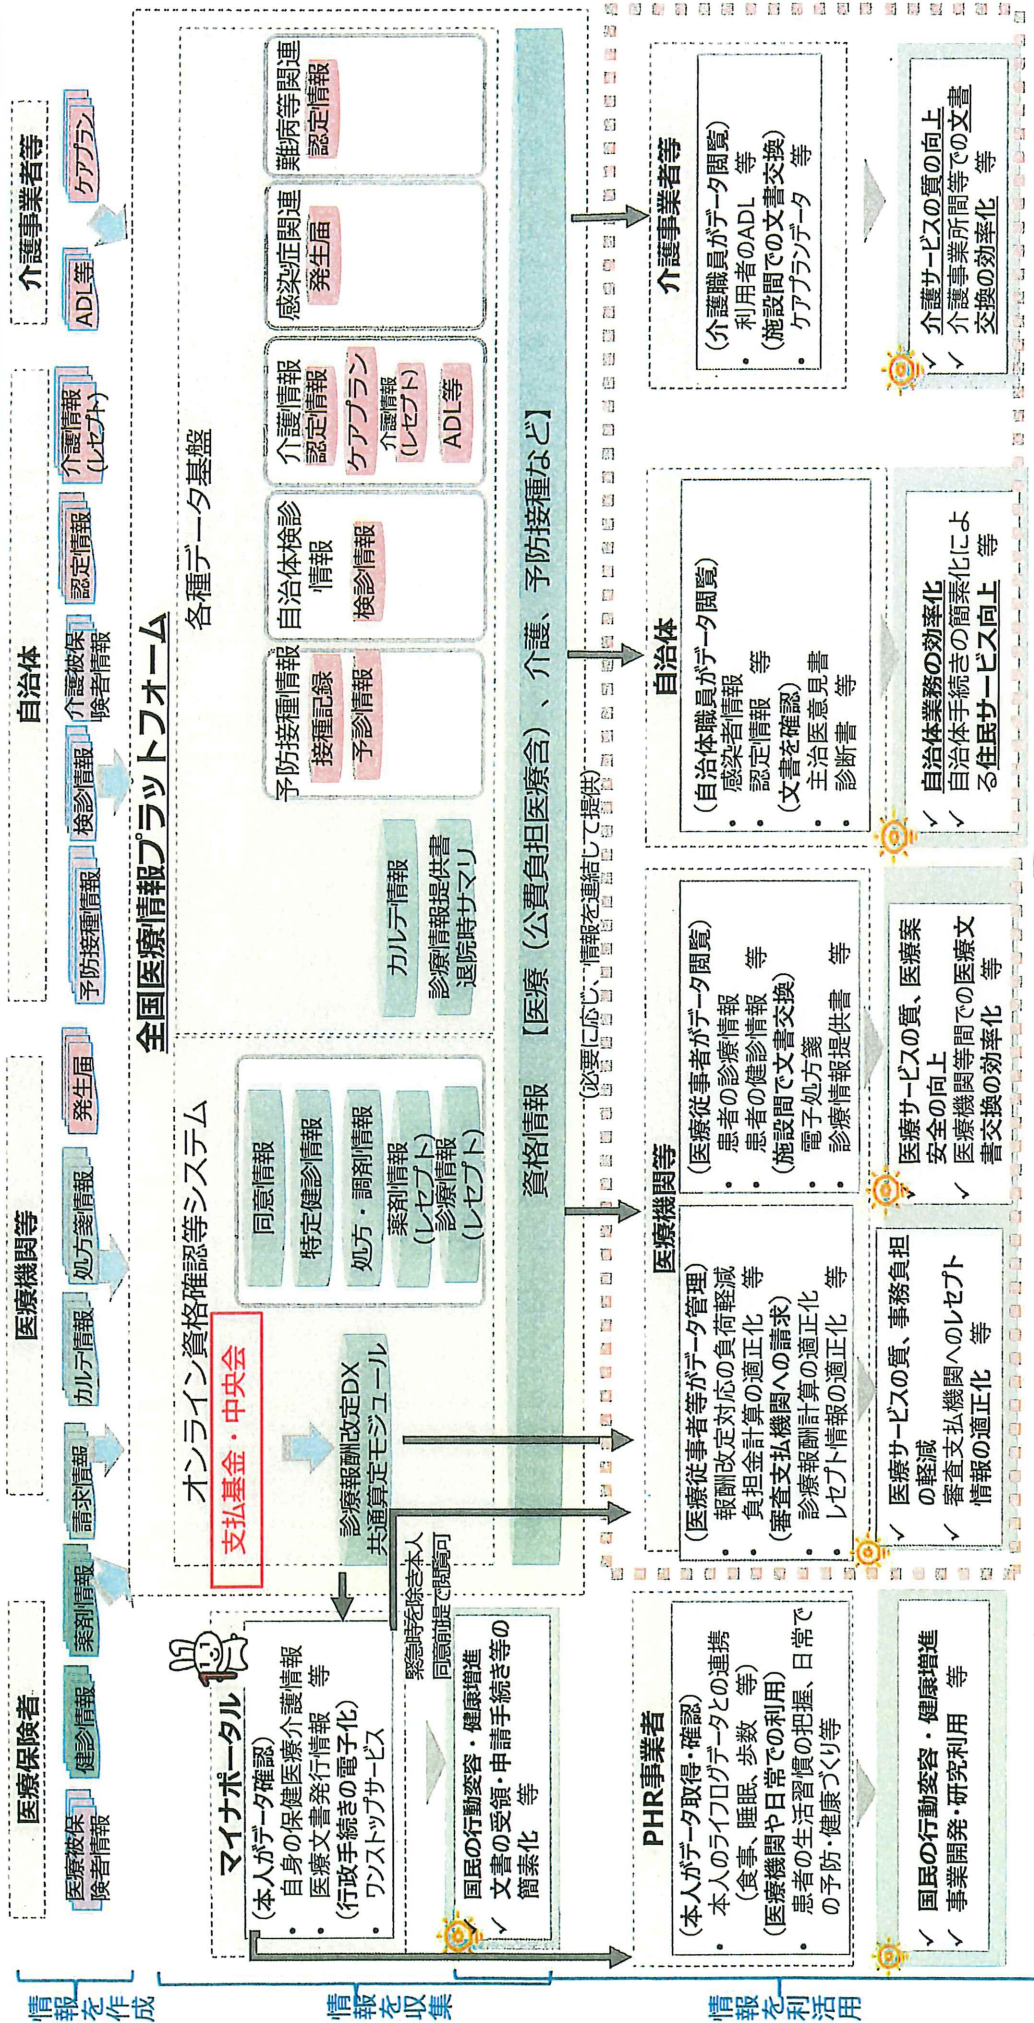 情報を作成
医療保険者
医療被保
険者情報
健診情報
薬剤情報
医療機関等
請求情報
カルテ情報
処方箋情報
発生届
自治体
予防接種情報
検診情報
介護被保
険者情報
認定情報
介護情報
(レセプト)
介護事業者等
ADL等
ケアプラン
情報を収集
全国医療情報プラットフォーム
オンライン資格確認等システム
支払基金・中央会
診療報酬改定DX
共通算定モジュール
同意情報
特定健診情報
処方・調剤情報
薬剤情報
(レセプト)
診療情報
(レセプト)
各種データ基盤
カルテ情報
診療情報提供書
退院時サマリ
予防接種情報
接種記録
予診情報
自治体検診
情報
検診情報
介護情報
認定情報
ケアプラン
介護情報
(レセプト)
ADL等
感染症関連
発生届
難病等関連
認定情報
資格情報 【医療(公費負担医療含)、介護、予防接種など】
マイナポータル
(本人がデータ確認)
• 自身の保健医療介護情報
• 医療文書発行情報 等
(行政手続きの電子化)
• ワンストップサービス
緊急時を除き本人
同意前提で閲覧可
✓ 国民の行動変容・健康増進
✓ 文書の受領・申請手続き等の
簡素化 等
(必要に応じ、情報を連結して提供)
情報を利活用
PHR事業者
(本人がデータ取得・確認)
• 本人のライフログデータとの連携
(食事、睡眠、歩数 等)
(医療機関や日常での利用)
• 患者の生活習慣の把握、日常で
の予防・健康づくり等
✓ 国民の行動変容・健康増進
✓ 事業開発・研究利用 等
医療機関等
(医療従事者等がデータ管理)
• 報酬改定対応の負荷軽減
• 負担金計算の適正化 等
(審査支払機関への請求)
• 診療報酬計算の適正化
• レセプト情報の適正化 等
✓ 医療サービスの質、事務負担
の軽減
✓ 審査支払機関へのレセプト
情報の適正化 等
(医療従事者がデータ閲覧)
• 患者の診療情報
• 患者の健診情報 等
(施設間で文書交換)
• 電子処方箋
• 診療情報提供書 等
✓ 医療サービスの質、医療案
安全の向上
✓ 医療機関等間での医療文
書交換の効率化 等
自治体
(自治体職員がデータ閲覧)
• 感染者情報
• 認定情報 等
(文書を確認)
• 主治医意見書
• 診断書 等
✓ 自治体業務の効率化
✓ 自治体手続きの簡素化によ
る住民サービス向上 等
介護事業者等
(介護職員がデータ閲覧)
• 利用者のADL 等
(施設間での文書交換)
• ケアプランデータ 等
✓ 介護サービスの質の向上
✓ 介護事業所間等での文書
交換の効率化 等